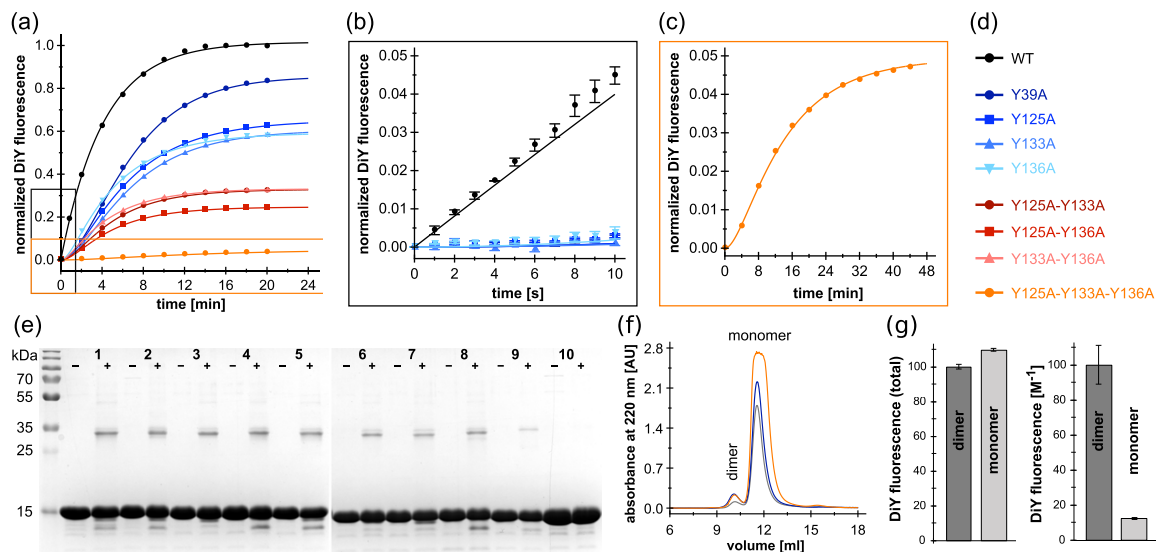 (a)
normalized DiY fluorescence
1.0
0.8
0.6
0.4
0.2
0.0
0 4 8 12 16 20 24
time [min]
(b)
normalized DiY fluorescence
0.05
0.04
0.03
0.02
0.01
0.00
0 2 4 6 8 10
time [s]
(c)
normalized DiY fluorescence
0.05
0.04
0.03
0.02
0.01
0.00
0 8 16 24 32 40 48
time [min]
(d)
WT
Y39A
Y125A
Y133A
Y136A
Y125A-Y133A
Y125A-Y136A
Y133A-Y136A
Y125A-Y133A-Y136A
(e)
kDa 1 2 3 4 5 6 7 8 9 10
– + – + – + – + – + – + – + – + – + – +
70
55
35
25
15
(f)
absorbance at 220 nm [AU]
2.8
2.1
1.4
0.7
0.0
monomer
dimer
6 9 12 15 18
volume [ml]
(g)
DiY fluorescence (total)
120
100
80
60
40
20
0
dimer
monomer
DiY fluorescence [M⁻¹]
120
100
80
60
40
20
0
dimer
monomer